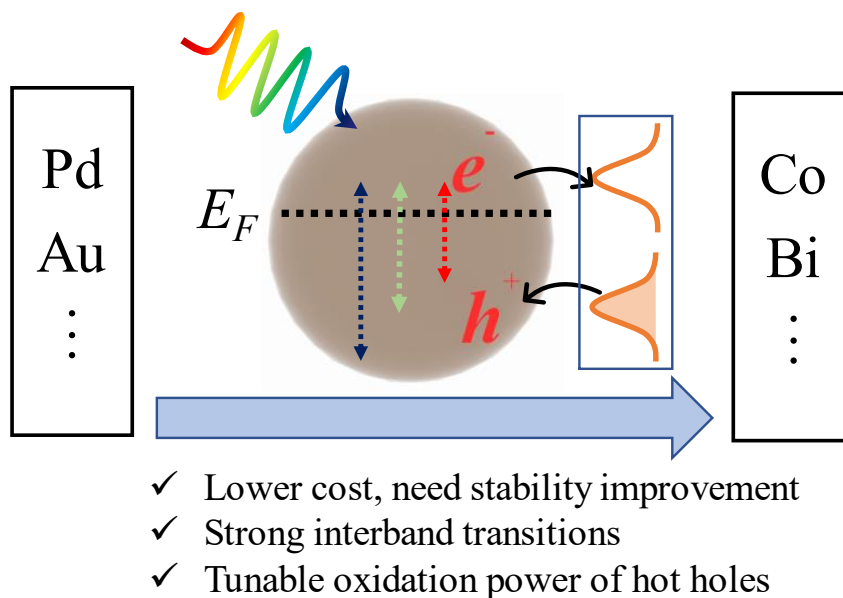 Pd
Au
⋮
E_F
e⁻
h⁺
Co
Bi
⋮
✓ Lower cost, need stability improvement
✓ Strong interband transitions
✓ Tunable oxidation power of hot holes